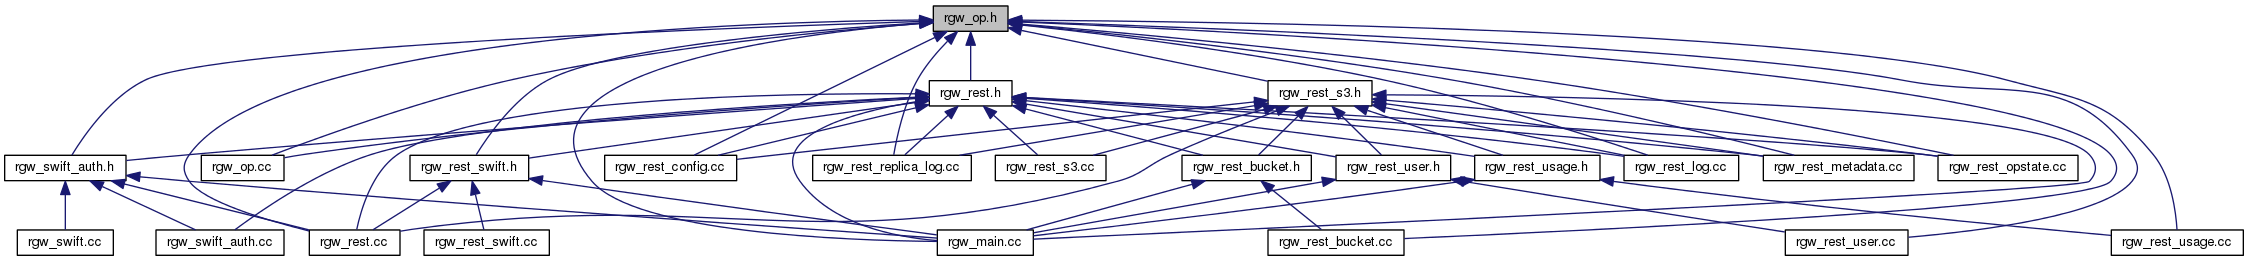 rgw_op.h
rgw_rest.h
rgw_rest_s3.h
rgw_swift_auth.h
rgw_op.cc
rgw_rest_swift.h
rgw_rest_config.cc
rgw_rest_replica_log.cc
rgw_rest_s3.cc
rgw_rest_bucket.h
rgw_rest_user.h
rgw_rest_usage.h
rgw_rest_log.cc
rgw_rest_metadata.cc
rgw_rest_opstate.cc
rgw_swift.cc
rgw_swift_auth.cc
rgw_rest.cc
rgw_rest_swift.cc
rgw_main.cc
rgw_rest_bucket.cc
rgw_rest_user.cc
rgw_rest_usage.cc